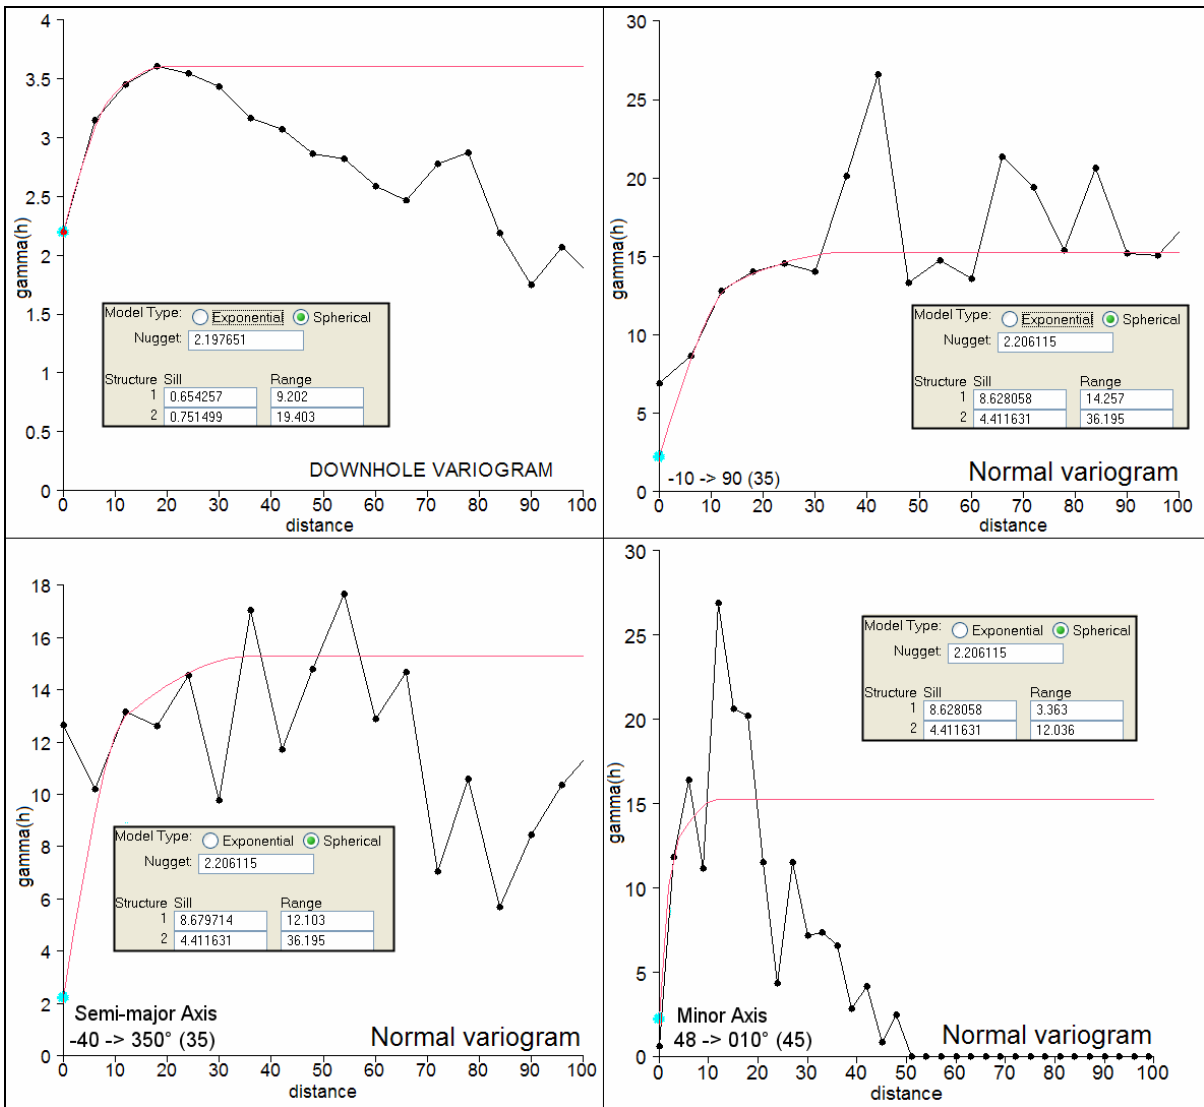 4
3.5
3
2.5
2
1.5
1
0.5
0
gamma(h)
0 10 20 30 40 50 60 70 80 90 100
distance
Model Type: Exponential Spherical
Nugget: 2.197651
Structure Sill Range
1 0.654257 9.202
2 0.751499 19.403
DOWNHOLE VARIOGRAM
30
25
20
15
10
5
0
gamma(h)
0 10 20 30 40 50 60 70 80 90 100
distance
Model Type: Exponential Spherical
Nugget: 2.206115
Structure Sill Range
1 8.628058 14.257
2 4.411631 36.195
-10 -> 90 (35)
Normal variogram
18
16
14
12
10
8
6
4
2
0
gamma(h)
0 10 20 30 40 50 60 70 80 90 100
distance
Model Type: Exponential Spherical
Nugget: 2.206115
Structure Sill Range
1 8.679714 12.103
2 4.411631 36.195
Semi-major Axis
-40 -> 350° (35)
Normal variogram
30
25
20
15
10
5
0
gamma(h)
0 10 20 30 40 50 60 70 80 90 100
distance
Model Type: Exponential Spherical
Nugget: 2.206115
Structure Sill Range
1 8.628058 3.363
2 4.411631 12.036
Minor Axis
48 -> 010° (45)
Normal variogram